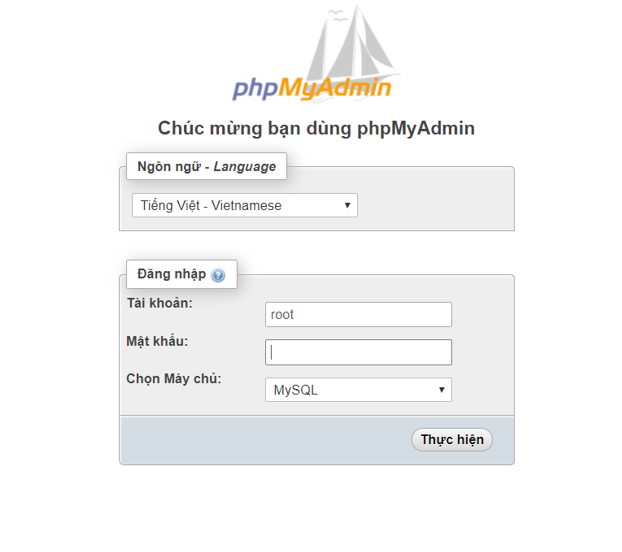 phpMyAdmin
Chúc mừng bạn dùng phpMyAdmin
Ngôn ngữ - Language
Tiếng Việt - Vietnamese
Đăng nhập
Tài khoản:
root
Mật khẩu:
Chọn Máy chủ:
MySQL
Thực hiện